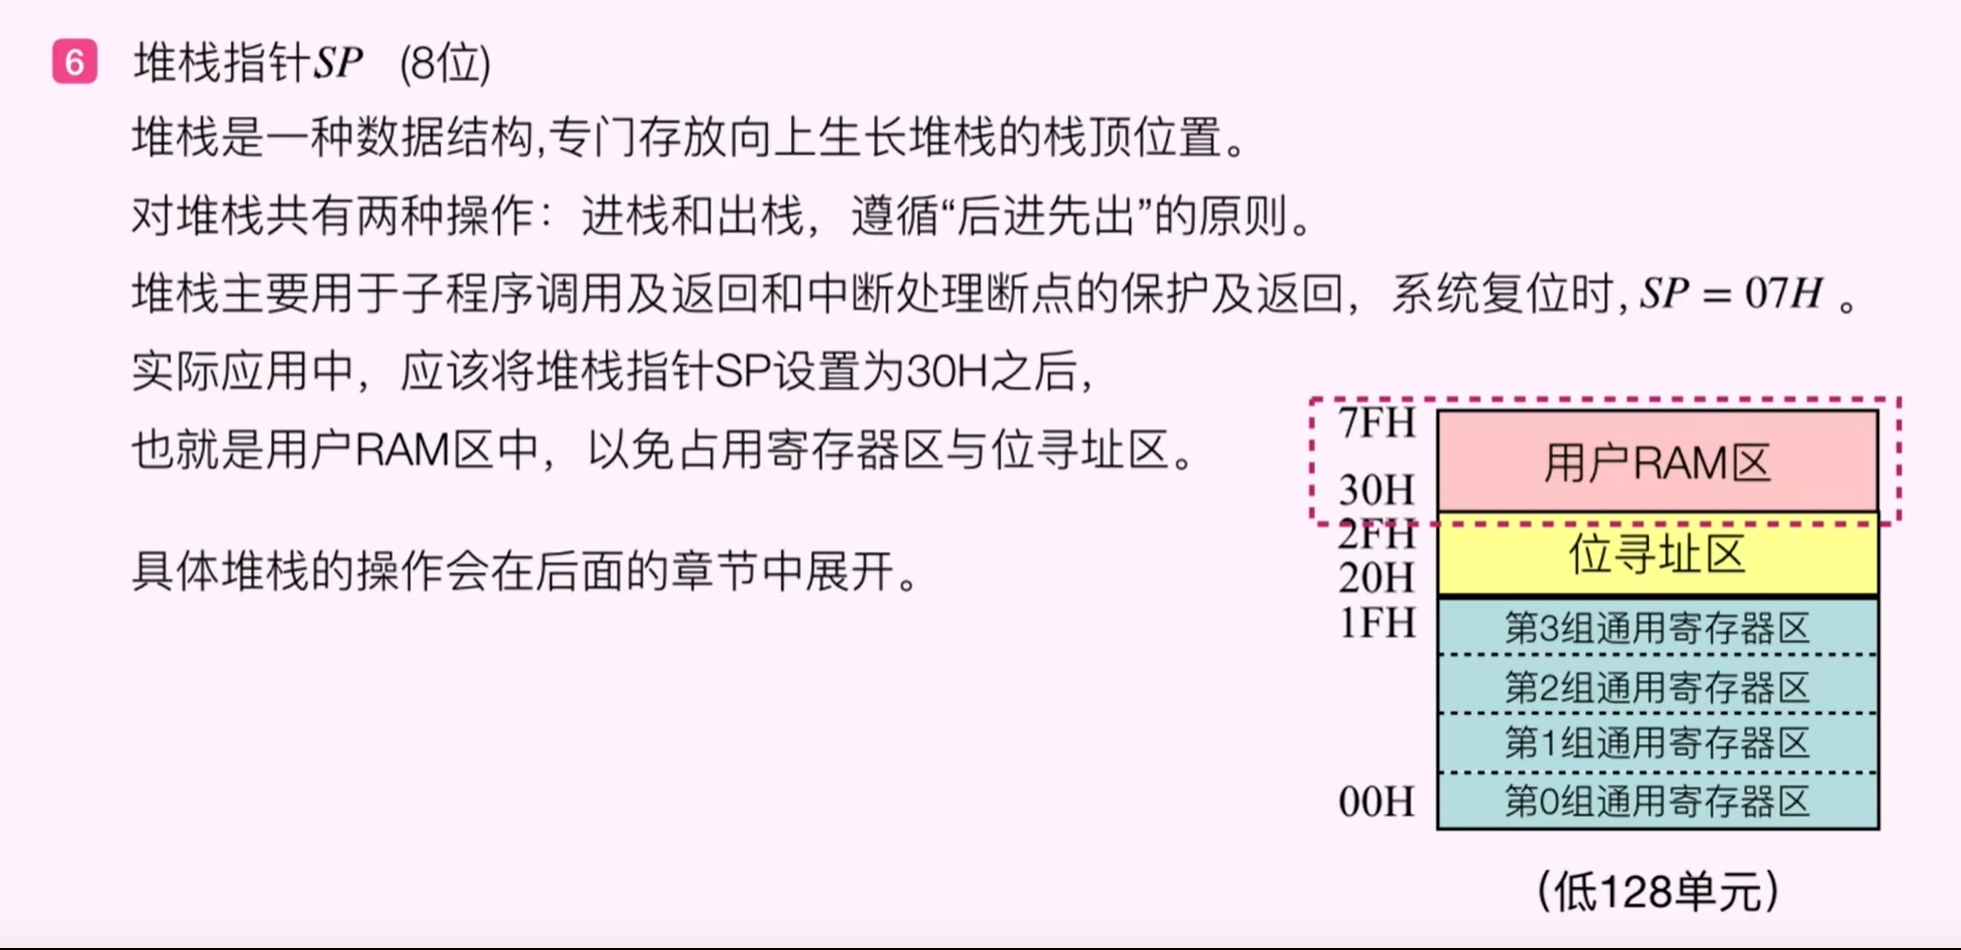 6 堆栈指针SP (8位)
堆栈是一种数据结构,专门存放向上生长堆栈的栈顶位置。
对堆栈共有两种操作：进栈和出栈，遵循“后进先出”的原则。
堆栈主要用于子程序调用及返回和中断处理断点的保护及返回，系统复位时, SP = 07H 。
实际应用中，应该将堆栈指针SP设置为30H之后，
也就是用户RAM区中，以免占用寄存器区与位寻址区。
具体堆栈的操作会在后面的章节中展开。
7FH
用户RAM区
30H
2FH
位寻址区
20H
1FH
第3组通用寄存器区
第2组通用寄存器区
第1组通用寄存器区
00H
第0组通用寄存器区
(低128单元)